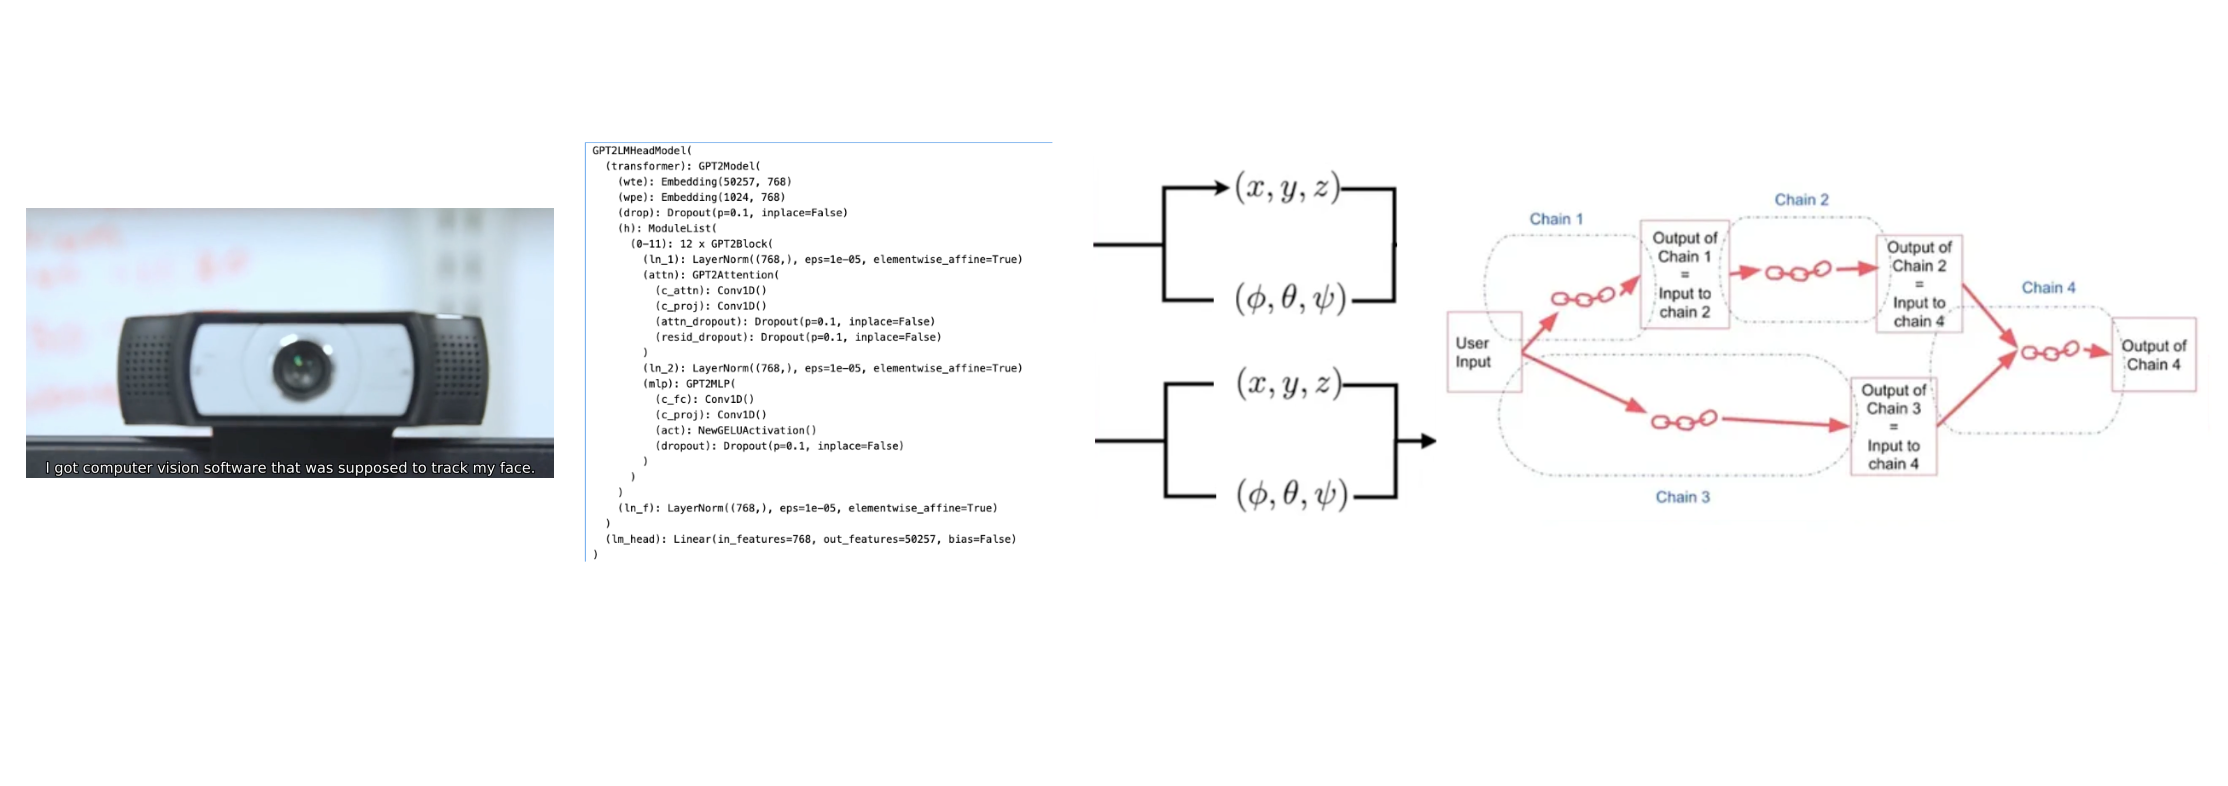 I got computer vision software that was supposed to track my face.
GPT2LMHeadModel(
(transformer): GPT2Model(
(wte): Embedding(50257, 768)
(wpe): Embedding(1024, 768)
(drop): Dropout(p=0.1, inplace=False)
(h): ModuleList(
(0-11): 12 x GPT2Block(
(ln_1): LayerNorm((768,), eps=1e-05, elementwise_affine=True)
(attn): GPT2Attention(
(c_attn): Conv1D()
(c_proj): Conv1D()
(attn_dropout): Dropout(p=0.1, inplace=False)
(resid_dropout): Dropout(p=0.1, inplace=False)
)
(ln_2): LayerNorm((768,), eps=1e-05, elementwise_affine=True)
(mlp): GPT2MLP(
(c_fc): Conv1D()
(c_proj): Conv1D()
(act): NewGELUActivation()
(dropout): Dropout(p=0.1, inplace=False)
)
)
)
(ln_f): LayerNorm((768,), eps=1e-05, elementwise_affine=True)
)
(lm_head): Linear(in_features=768, out_features=50257, bias=False)
)
(x, y, z)
(ϕ, θ, ψ)
(x, y, z)
(ϕ, θ, ψ)
Chain 1
Chain 2
Output of
Chain 1
=
Input to
chain 2
Output of
Chain 2
=
Input to
chain 4
Chain 4
User
Input
Output of
Chain 4
Output of
Chain 3
=
Input to
chain 4
Chain 3